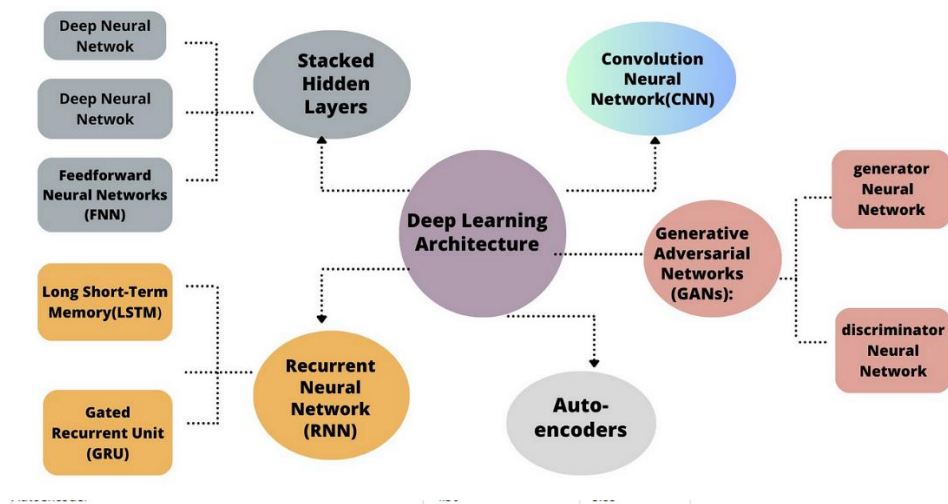 Deep Neural
Netwok
Deep Neural
Netwok
Feedforward
Neural Networks
(FNN)
Stacked
Hidden
Layers
Convolution
Neural
Network(CNN)
Deep Learning
Architecture
generator
Neural
Network
Generative
Adversarial
Networks
(GANs):
discriminator
Neural
Network
Long Short-Term
Memory(LSTM)
Gated
Recurrent Unit
(GRU)
Recurrent
Neural
Network
(RNN)
Auto-
encoders